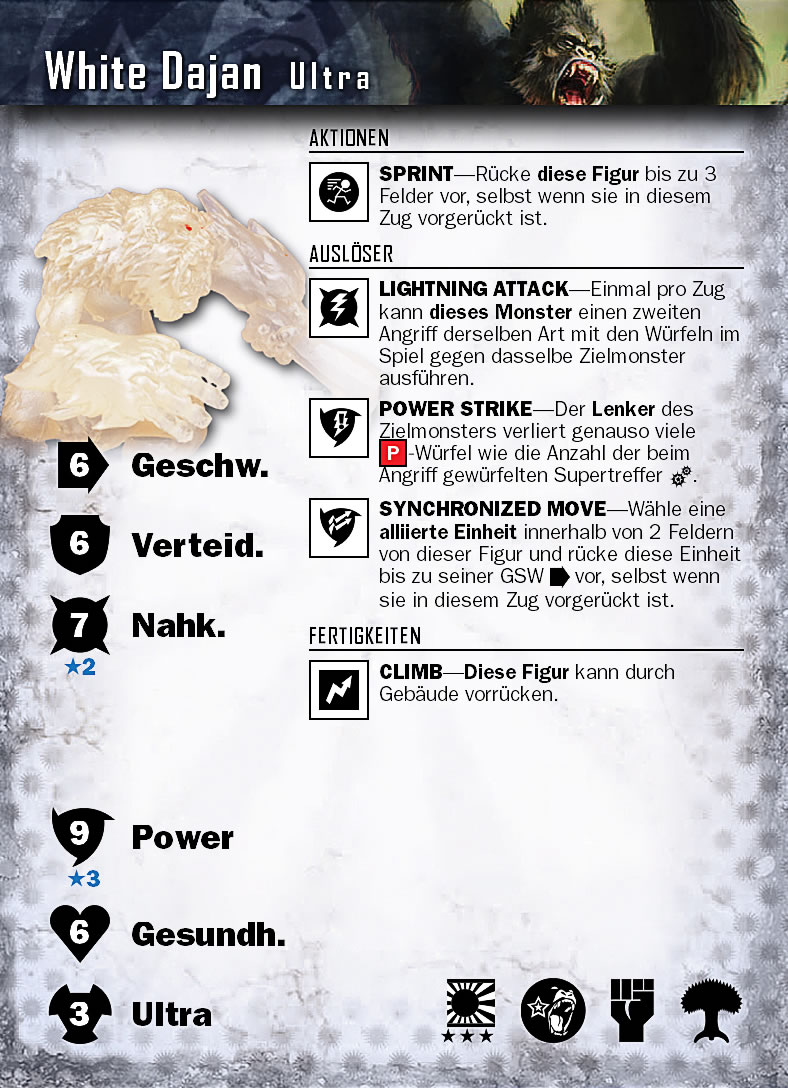 White Dajan Ultra
AKTIONEN
SPRINT—Rücke diese Figur bis zu 3
Felder vor, selbst wenn sie in diesem
Zug vorgerückt ist.
AUSLÖSER
LIGHTNING ATTACK—Einmal pro Zug
kann dieses Monster einen zweiten
Angriff derselben Art mit den Würfeln im
Spiel gegen dasselbe Zielmonster
ausführen.
POWER STRIKE—Der Lenker des
Zielmonsters verliert genauso viele
P-Würfel wie die Anzahl der beim
Angriff gewürfelten Supertreffer .
SYNCHRONIZED MOVE—Wähle eine
alliierte Einheit innerhalb von 2 Feldern
von dieser Figur und rücke diese Einheit
bis zu seiner GSW vor, selbst wenn
sie in diesem Zug vorgerückt ist.
FERTIGKEITEN
CLIMB—Diese Figur kann durch
Gebäude vorrücken.
6 Geschw.
6 Verteid.
7 Nahk.
★2
9 Power
★3
6 Gesundh.
3 Ultra
★★★